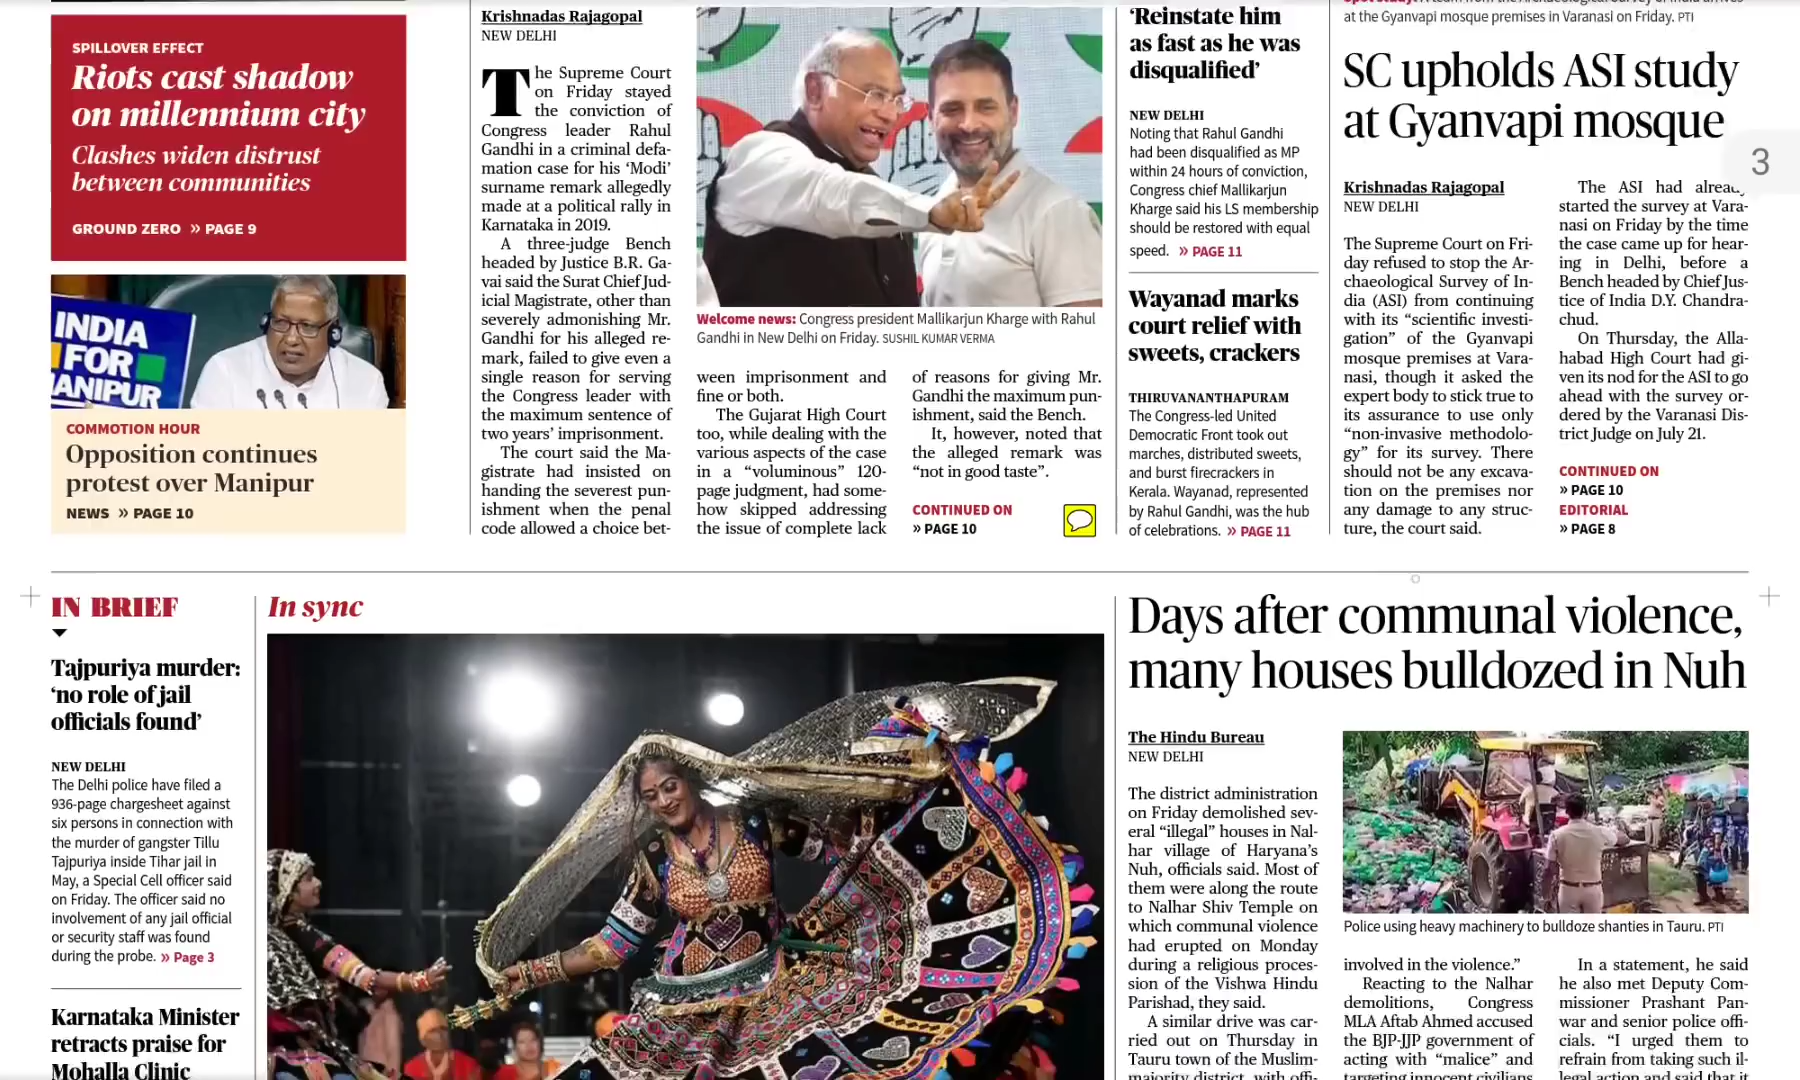 SPILLOVER EFFECT
Riots cast shadow
on millennium city
Clashes widen distrust
between communities
GROUND ZERO » PAGE 9
INDIA
FOR
MANIPUR
COMMOTION HOUR
Opposition continues
protest over Manipur
NEWS » PAGE 10
Krishnadas Rajagopal
NEW DELHI
The Supreme Court
on Friday stayed
the conviction of
Congress leader Rahul
Gandhi in a criminal defa-
mation case for his ‘Modi’
surname remark allegedly
made at a political rally in
Karnataka in 2019.
A three-judge Bench
headed by Justice B.R. Ga-
vai said the Surat Chief Jud-
icial Magistrate, other than
severely admonishing Mr.
Gandhi for his alleged re-
mark, failed to give even a
single reason for serving
the Congress leader with
the maximum sentence of
two years’ imprisonment.
The court said the Ma-
gistrate had insisted on
handing the severest pun-
ishment when the penal
code allowed a choice bet-
Welcome news: Congress president Mallikarjun Kharge with Rahul
Gandhi in New Delhi on Friday. SUSHIL KUMAR VERMA
ween imprisonment and
fine or both.
The Gujarat High Court
too, while dealing with the
various aspects of the case
in a “voluminous” 120-
page judgment, had some-
how skipped addressing
the issue of complete lack
of reasons for giving Mr.
Gandhi the maximum pun-
ishment, said the Bench.
It, however, noted that
the alleged remark was
“not in good taste”.
CONTINUED ON
» PAGE 10
‘Reinstate him
as fast as he was
disqualified’
NEW DELHI
Noting that Rahul Gandhi
had been disqualified as MP
within 24 hours of conviction,
Congress chief Mallikarjun
Kharge said his LS membership
should be restored with equal
speed. » PAGE 11
Wayanad marks
court relief with
sweets, crackers
THIRUVANANTHAPURAM
The Congress-led United
Democratic Front took out
marches, distributed sweets,
and burst firecrackers in
Kerala. Wayanad, represented
by Rahul Gandhi, was the hub
of celebrations. » PAGE 11
at the Gyanvapi mosque premises in Varanasi on Friday. PTI
SC upholds ASI study
at Gyanvapi mosque
3
Krishnadas Rajagopal
NEW DELHI
The Supreme Court on Fri-
day refused to stop the Ar-
chaeological Survey of In-
dia (ASI) from continuing
with its “scientific investi-
gation” of the Gyanvapi
mosque premises at Vara-
nasi, though it asked the
expert body to stick true to
its assurance to use only
“non-invasive methodolo-
gy” for its survey. There
should not be any excava-
tion on the premises nor
any damage to any struc-
ture, the court said.
The ASI had already
started the survey at Vara-
nasi on Friday by the time
the case came up for hear-
ing in Delhi, before a
Bench headed by Chief Jus-
tice of India D.Y. Chandra-
chud.
On Thursday, the Alla-
habad High Court had gi-
ven its nod for the ASI to go
ahead with the survey or-
dered by the Varanasi Dis-
trict Judge on July 21.
CONTINUED ON
» PAGE 10
EDITORIAL
» PAGE 8
IN BRIEF
Tajpuriya murder:
‘no role of jail
officials found’
NEW DELHI
The Delhi police have filed a
936-page chargesheet against
six persons in connection with
the murder of gangster Tillu
Tajpuriya inside Tihar jail in
May, a Special Cell officer said
on Friday. The officer said no
involvement of any jail official
or security staff was found
during the probe. » Page 3
Karnataka Minister
retracts praise for
Mohalla Clinic
In sync
Days after communal violence,
many houses bulldozed in Nuh
The Hindu Bureau
NEW DELHI
The district administration
on Friday demolished sev-
eral “illegal” houses in Nal-
har village of Haryana’s
Nuh, officials said. Most of
them were along the route
to Nalhar Shiv Temple on
which communal violence
had erupted on Monday
during a religious proces-
sion of the Vishwa Hindu
Parishad, they said.
A similar drive was car-
ried out on Thursday in
Tauru town of the Muslim-
majority district, with offi-
Police using heavy machinery to bulldoze shanties in Tauru. PTI
involved in the violence.”
Reacting to the Nalhar
demolitions, Congress
MLA Aftab Ahmed accused
the BJP-JJP government of
acting with “malice” and
targeting innocent civilians
In a statement, he said
he also met Deputy Com-
missioner Prashant Pan-
war and senior police offi-
cials. “I urged them to
refrain from taking such il-
legal action and said that it